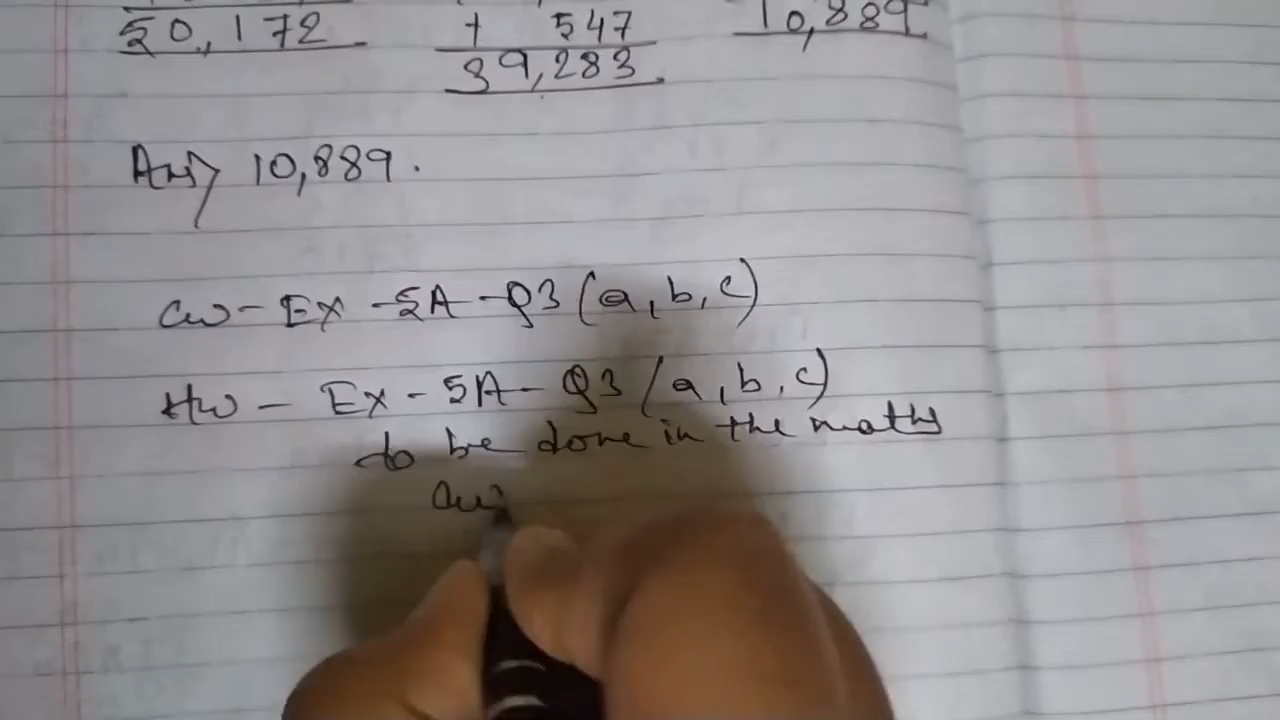 50,172
+ 547
10,889
39,283.
Ans> 10,889.
CW - Ex - 5A - Q3 (a, b, c)
HW - Ex - 5A - Q3 (a, b, c)
to be done in the maths
CW